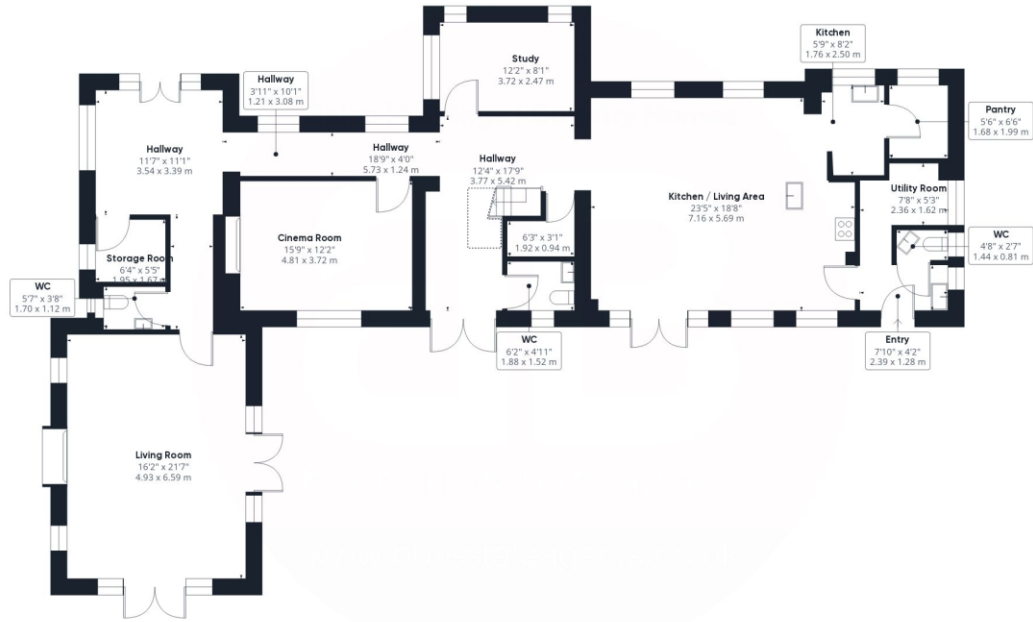 Study
12'2" x 8'1"
3.72 x 2.47 m
Kitchen
5'9" x 8'2"
1.76 x 2.50 m
Hallway
3'11" x 10'1"
1.21 x 3.08 m
Pantry
5'6" x 6'6"
1.68 x 1.99 m
Hallway
11'7" x 11'1"
3.54 x 3.39 m
Hallway
18'9" x 4'0"
5.73 x 1.24 m
Hallway
12'4" x 17'9"
3.77 x 5.42 m
Kitchen / Living Area
23'5" x 18'8"
7.16 x 5.69 m
Utility Room
7'8" x 5'3"
2.36 x 1.62 m
Cinema Room
15'9" x 12'2"
4.81 x 3.72 m
6'3" x 3'1"
1.92 x 0.94 m
WC
4'8" x 2'7"
1.44 x 0.81 m
Storage Room
6'4" x 5'5"
1.95 x 1.67 m
WC
5'7" x 3'8"
1.70 x 1.12 m
WC
6'2" x 4'11"
1.88 x 1.52 m
Entry
7'10" x 4'2"
2.39 x 1.28 m
Living Room
16'2" x 21'7"
4.93 x 6.59 m